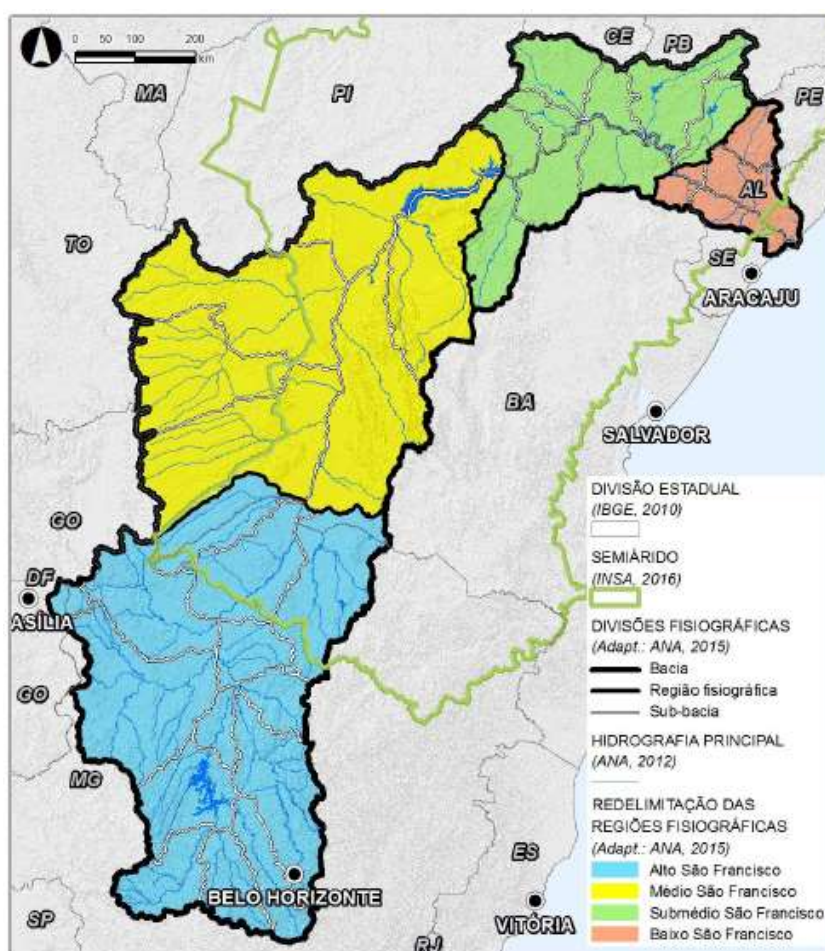 0 50 100 200
km
CE
PB
MA
PI
PE
AL
TO
SE
ARACAJU
BA
SALVADOR
GO
DF
ASÍLIA
GO
MG
BELO HORIZONTE
ES
VITÓRIA
SP
RJ
DIVISÃO ESTADUAL
(IBGE, 2010)
SEMIÁRIDO
(INSA, 2016)
DIVISÕES FISIOGRÁFICAS
(Adapt.: ANA, 2015)
Bacia
Região fisiográfica
Sub-bacia
HIDROGRAFIA PRINCIPAL
(ANA, 2012)
REDELIMITAÇÃO DAS
REGIÕES FISIOGRÁFICAS
(Adapt.: ANA, 2015)
Alto São Francisco
Médio São Francisco
Submédio São Francisco
Baixo São Francisco